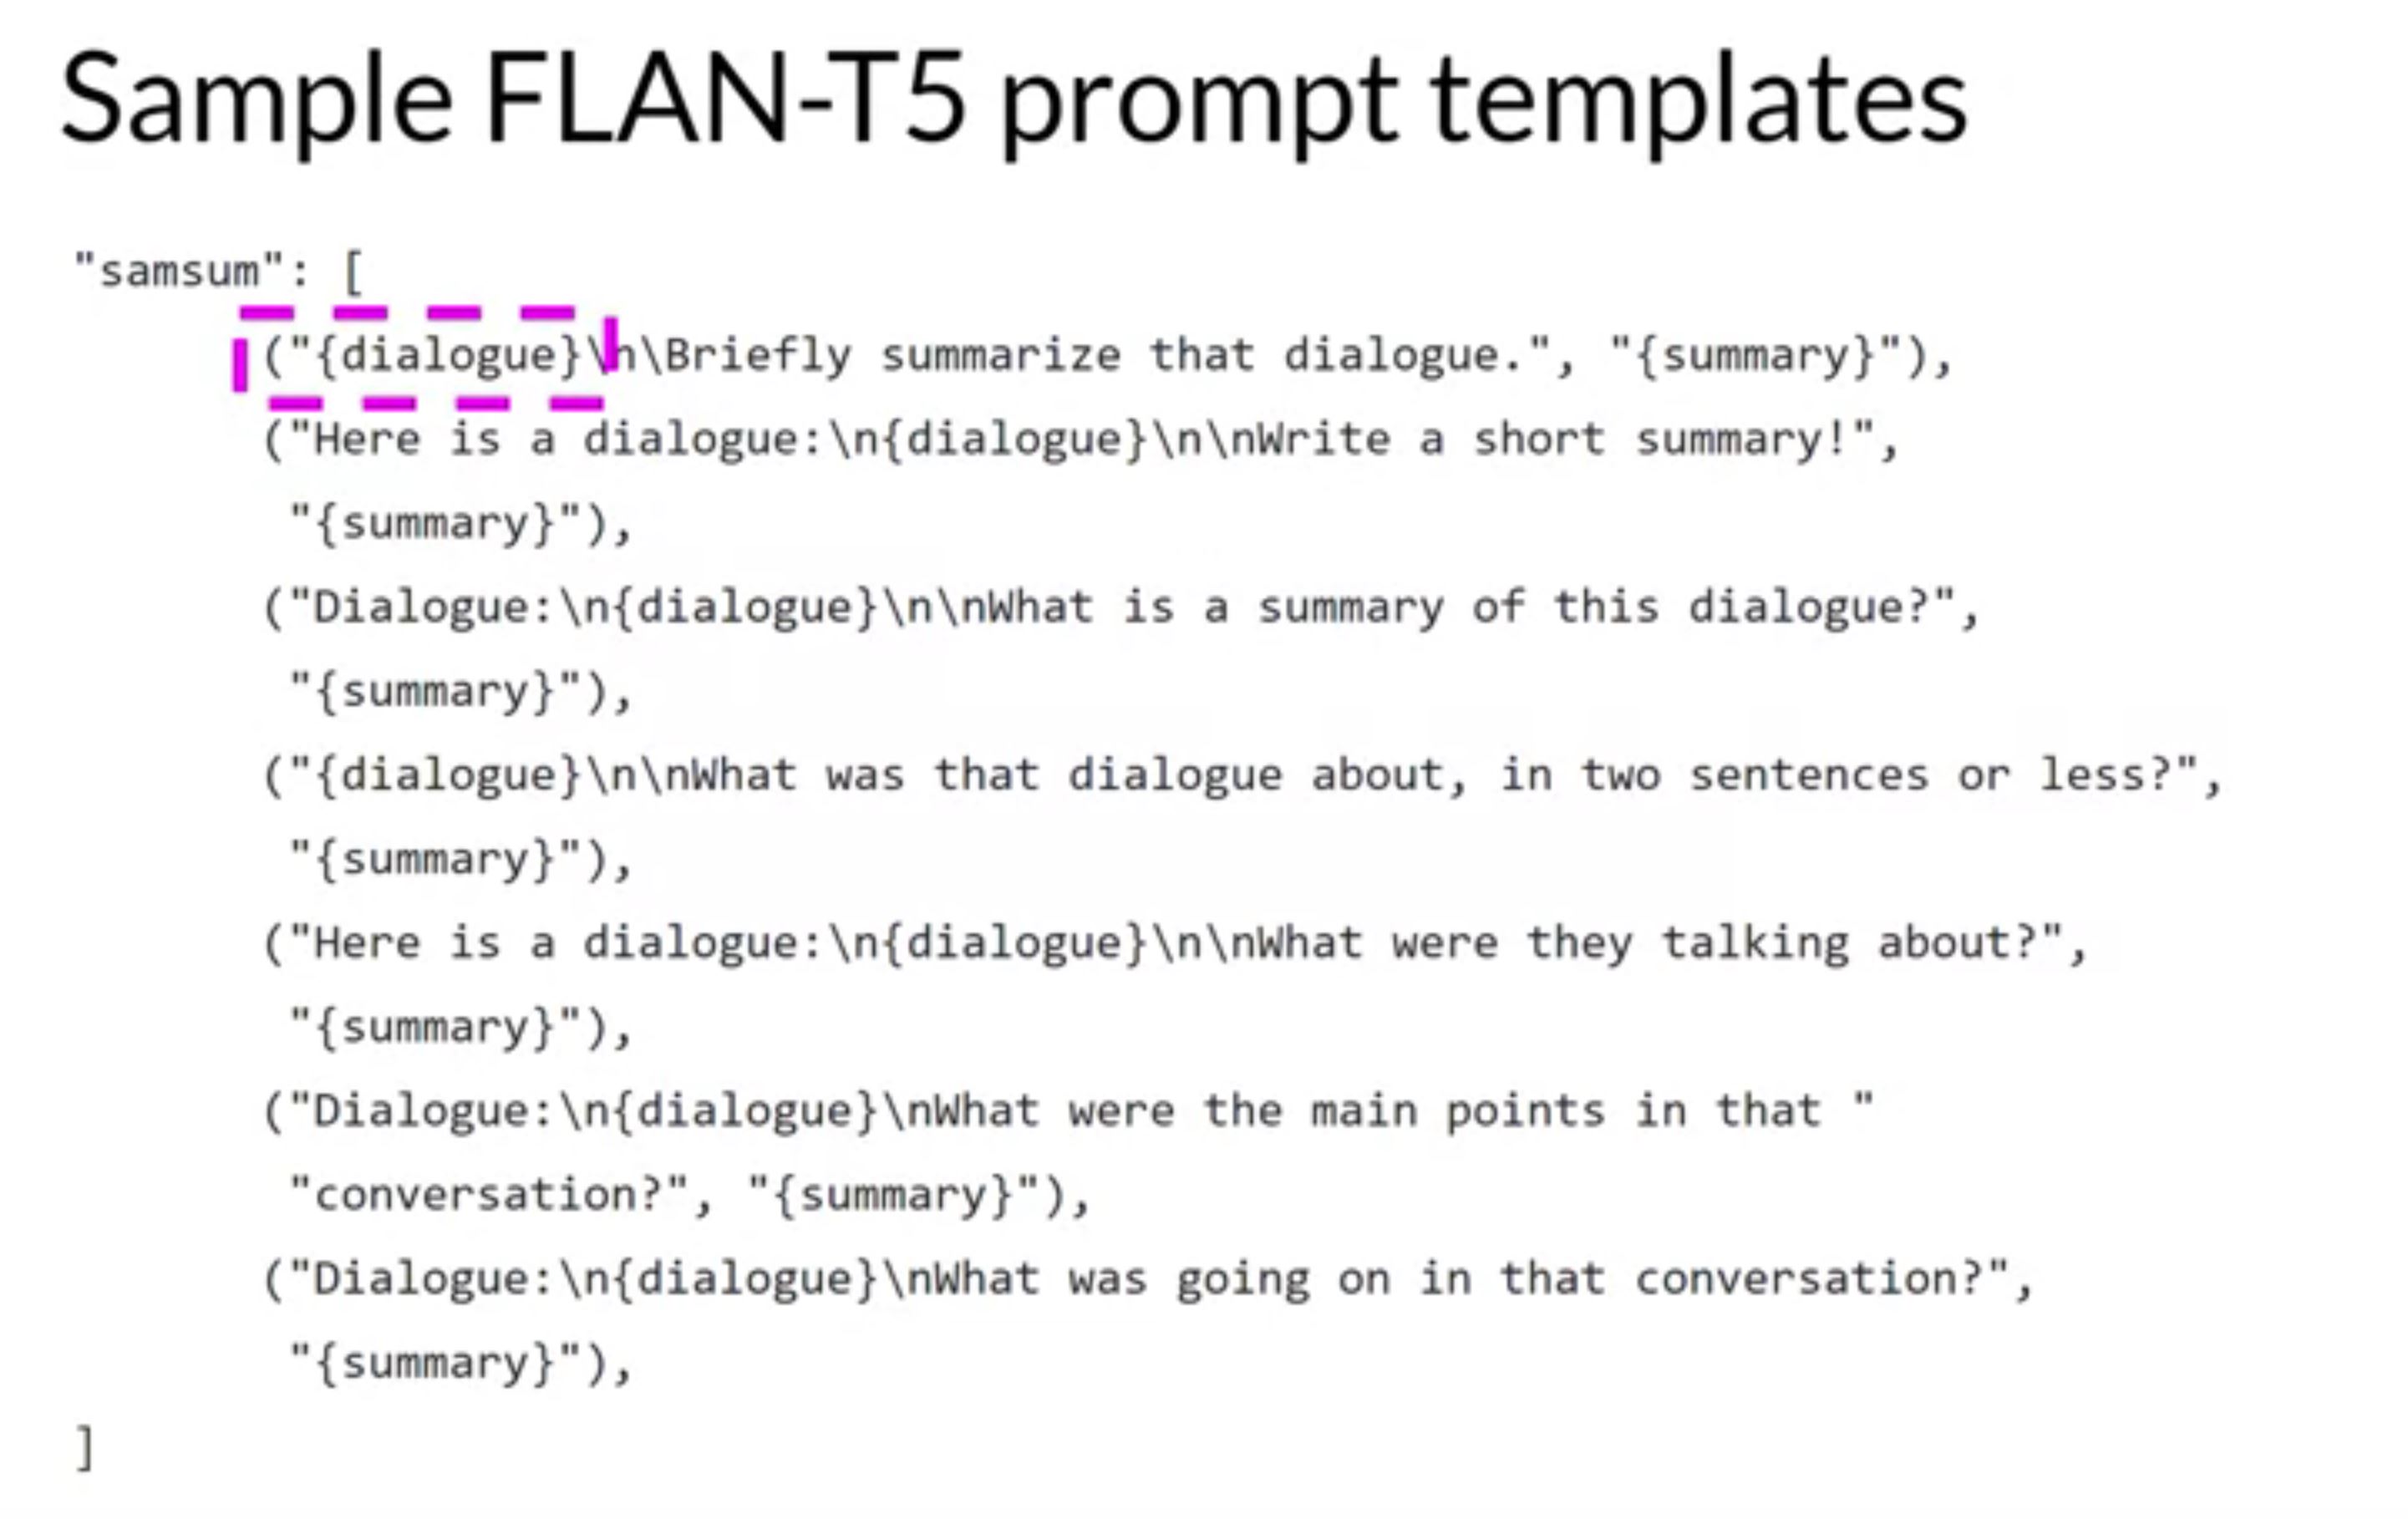 Sample FLAN-T5 prompt templates
"samsum": [
("{dialogue}\n\Briefly summarize that dialogue.", "{summary}"),
("Here is a dialogue:\n{dialogue}\n\nWrite a short summary!",
"{summary}"),
("Dialogue:\n{dialogue}\n\nWhat is a summary of this dialogue?",
"{summary}"),
("{dialogue}\n\nWhat was that dialogue about, in two sentences or less?",
"{summary}"),
("Here is a dialogue:\n{dialogue}\n\nWhat were they talking about?",
"{summary}"),
("Dialogue:\n{dialogue}\nWhat were the main points in that "
"conversation?", "{summary}"),
("Dialogue:\n{dialogue}\nWhat was going on in that conversation?",
"{summary}"),
]